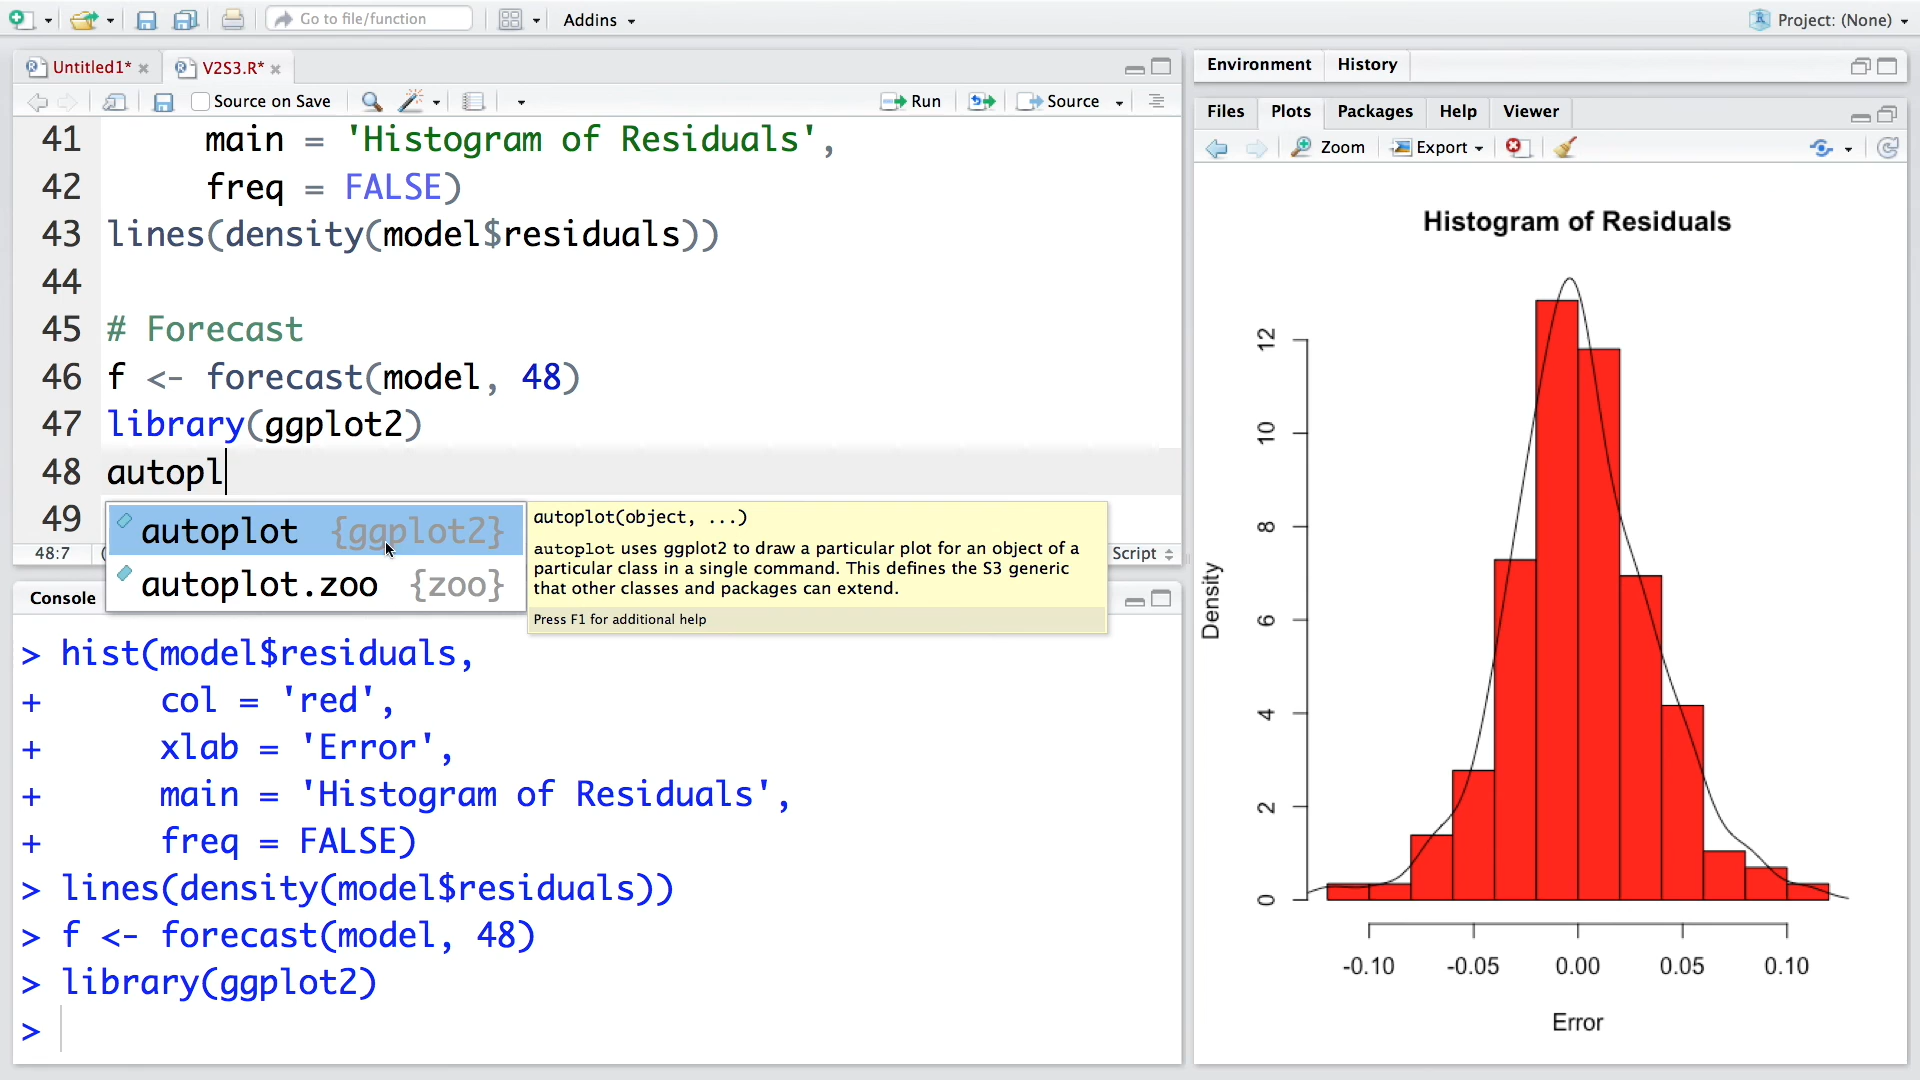 Go to file/function
Addins
Project: (None)
Untitled1*
V2S3.R*
Source on Save
Run
Source
41 main = 'Histogram of Residuals',
42 freq = FALSE)
43 lines(density(model$residuals))
44
45 # Forecast
46 f <- forecast(model, 48)
47 library(ggplot2)
48 autopl
49
autoplot {ggplot2}
autoplot.zoo {zoo}
autoplot(object, ...)
autoplot uses ggplot2 to draw a particular plot for an object of a
particular class in a single command. This defines the S3 generic
that other classes and packages can extend.
Press F1 for additional help
48:7
Script
Console
> hist(model$residuals,
+ col = 'red',
+ xlab = 'Error',
+ main = 'Histogram of Residuals',
+ freq = FALSE)
> lines(density(model$residuals))
> f <- forecast(model, 48)
> library(ggplot2)
>
Environment History
Files Plots Packages Help Viewer
Zoom Export
Histogram of Residuals
Density
12
10
8
6
4
2
0
-0.10 -0.05 0.00 0.05 0.10
Error